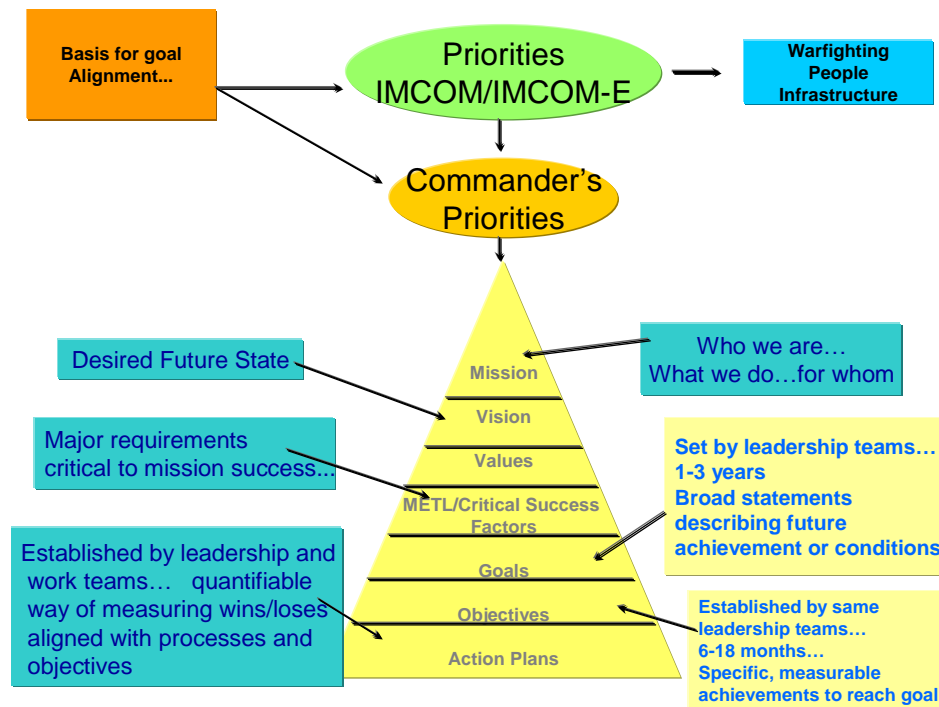 Basis for goal
Alignment...
Priorities
IMCOM/IMCOM-E
Warfighting
People
Infrastructure
Commander’s
Priorities
Desired Future State
Who we are…
What we do…for whom
Mission
Vision
Major requirements
critical to mission success...
Values
Set by leadership teams…
1-3 years
Broad statements
describing future
achievement or conditions
METL/Critical Success
Factors
Established by leadership and
work teams… quantifiable
way of measuring wins/loses
aligned with processes and
objectives
Goals
Objectives
Established by same
leadership teams…
6-18 months…
Specific, measurable
achievements to reach goal
Action Plans